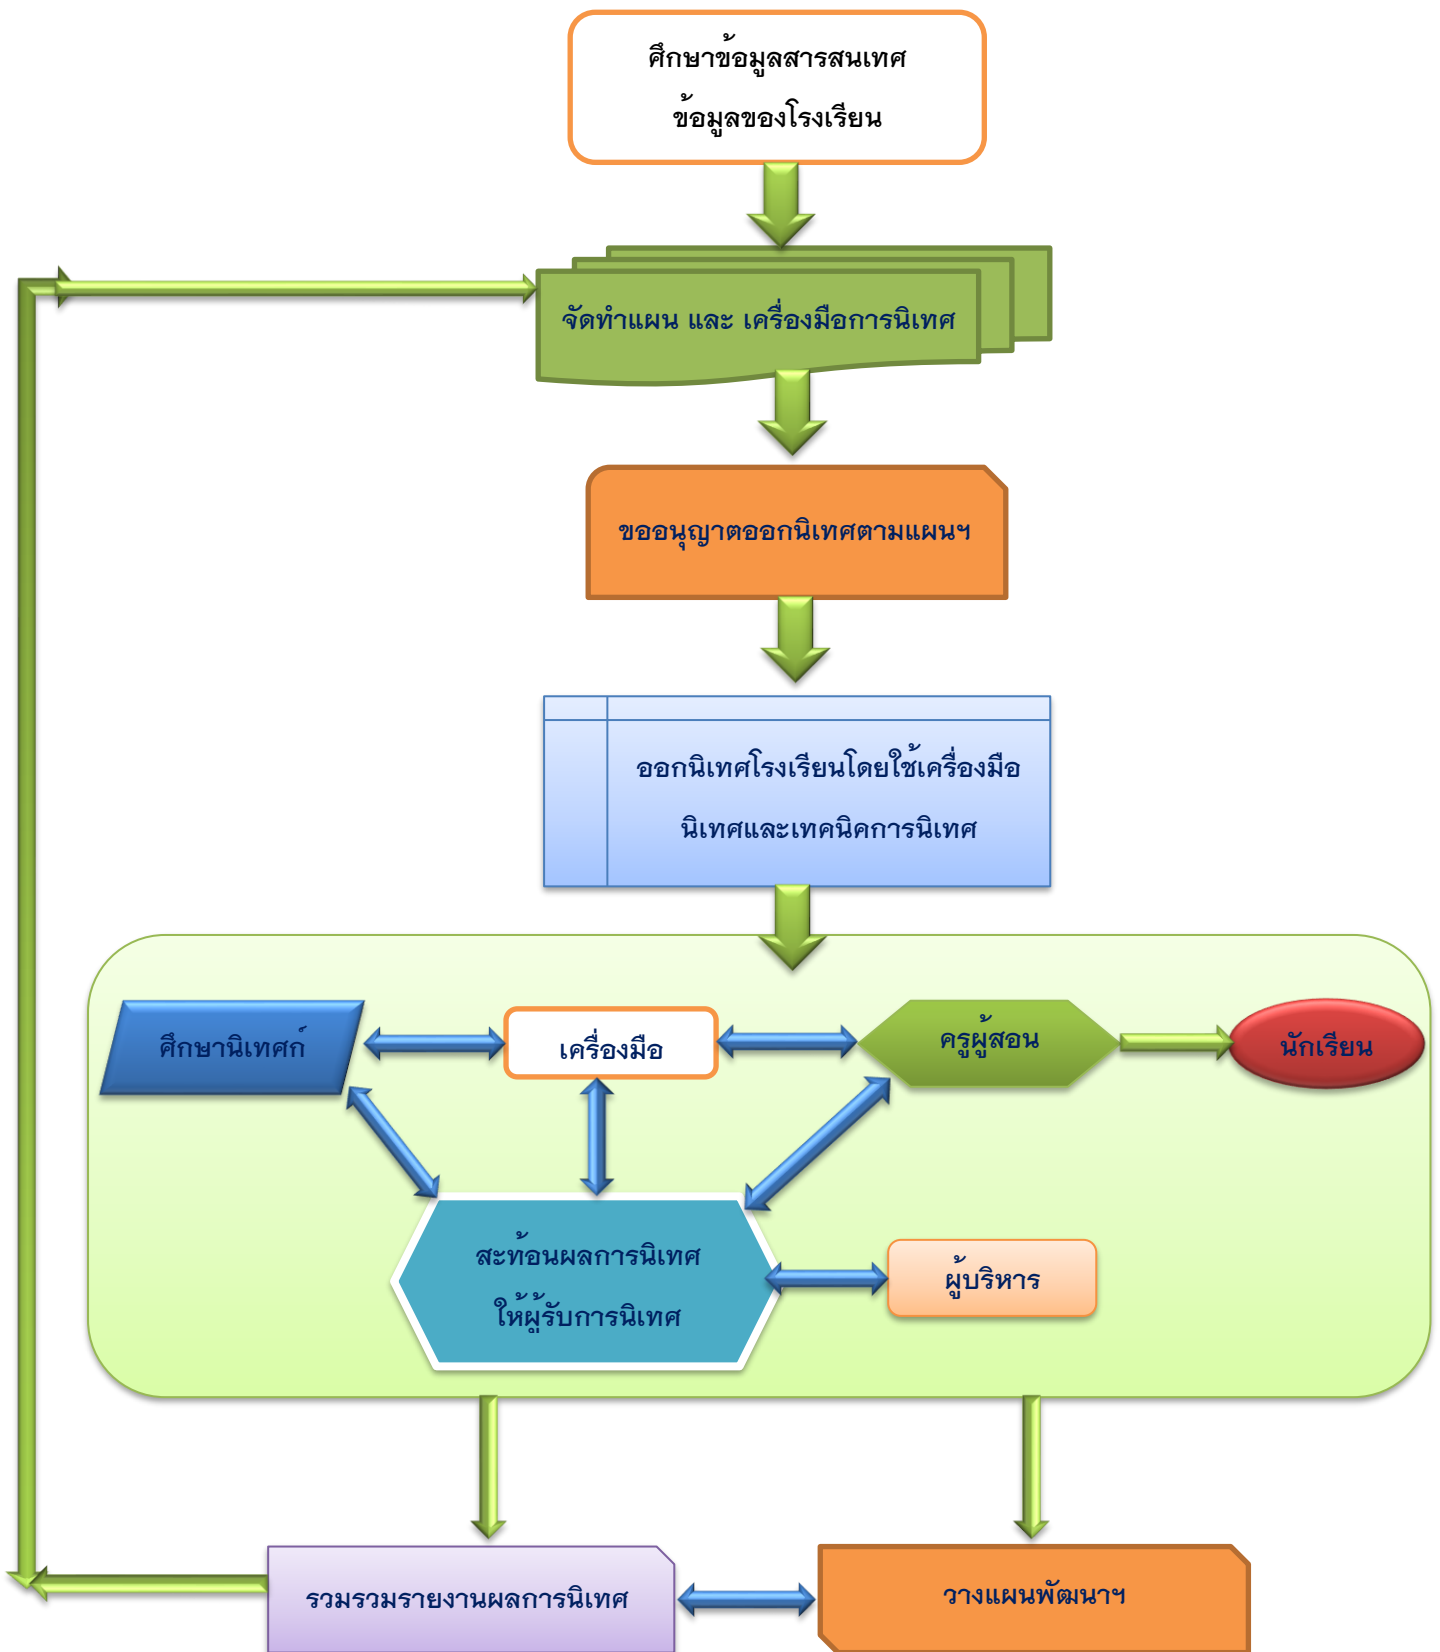 ศึกษาข้อมูลสารสนเทศ
ข้อมูลของโรงเรียน
จัดทำแผน และ เครื่องมือการนิเทศ
ขออนุญาตออกนิเทศตามแผนฯ
ออกนิเทศโรงเรียนโดยใช้เครื่องมือ
นิเทศและเทคนิคการนิเทศ
ศึกษานิเทศก์
เครื่องมือ
ครูผู้สอน
นักเรียน
สะท้อนผลการนิเทศ
ให้ผู้รับการนิเทศ
ผู้บริหาร
รวมรวมรายงานผลการนิเทศ
วางแผนพัฒนาฯ